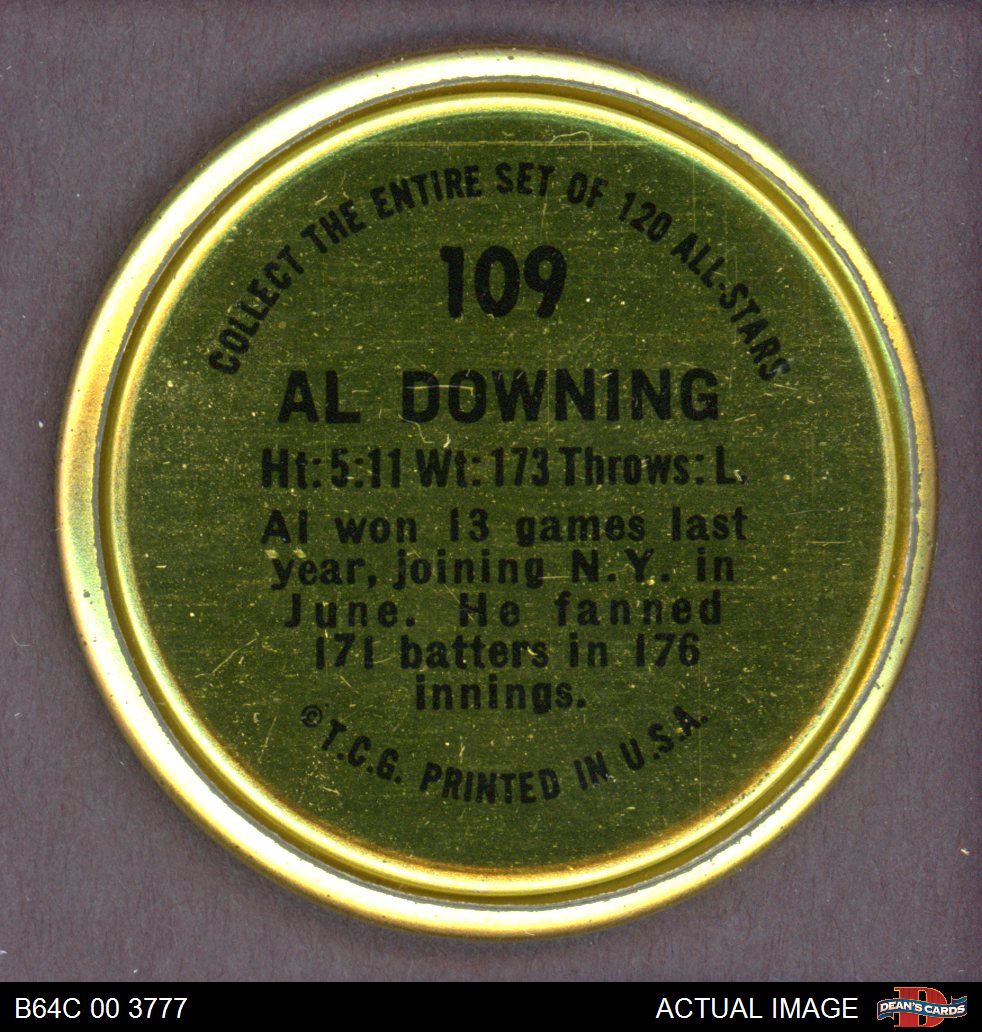 COLLECT THE ENTIRE SET OF 120 ALL-STARS
109
AL DOWNING
Ht: 5:11 Wt: 173 Throws: L.
Al won 13 games last
year, joining N.Y. in
June. He fanned
171 batters in 176
innings.
© T.C.G. PRINTED IN U.S.A.
B64C 00 3777
ACTUAL IMAGE
D
DEAN'S CARDS